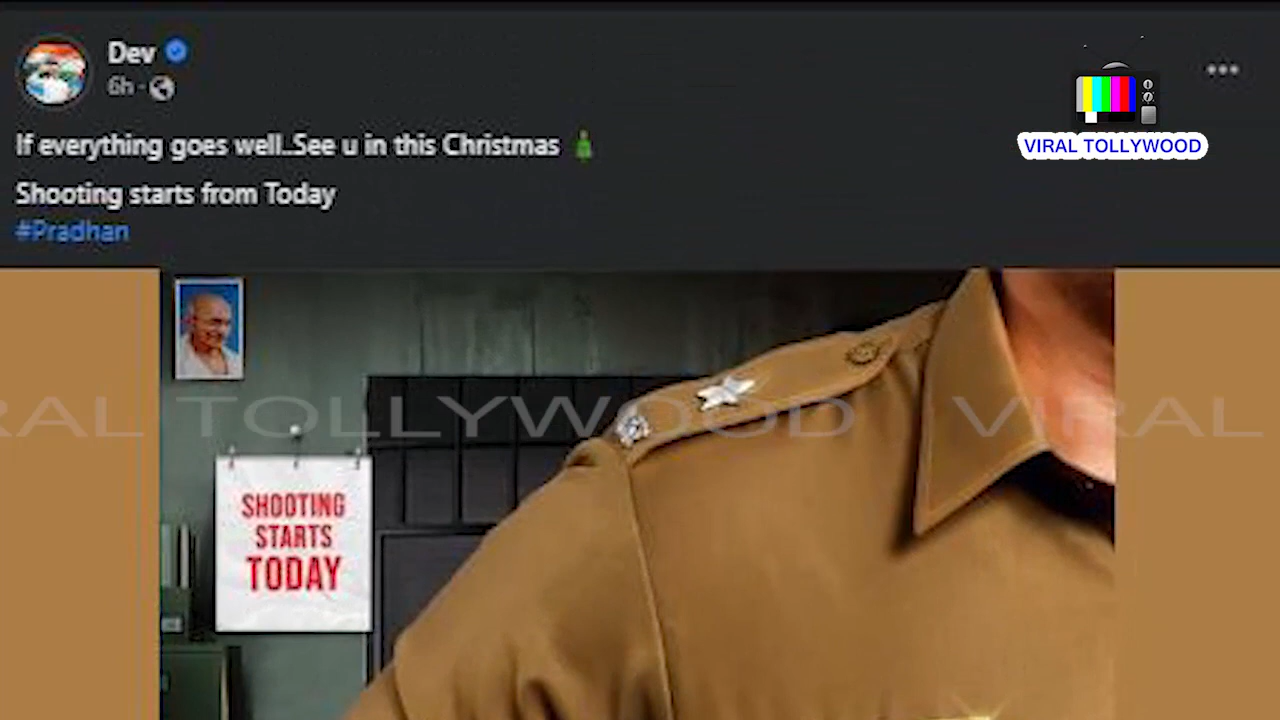 Dev
6h ·
VIRAL TOLLYWOOD
If everything goes well..See u in this Christmas 🎄
Shooting starts from Today
#Pradhan
RAL TOLLYWOOD VIRAL
SHOOTING
STARTS
TODAY